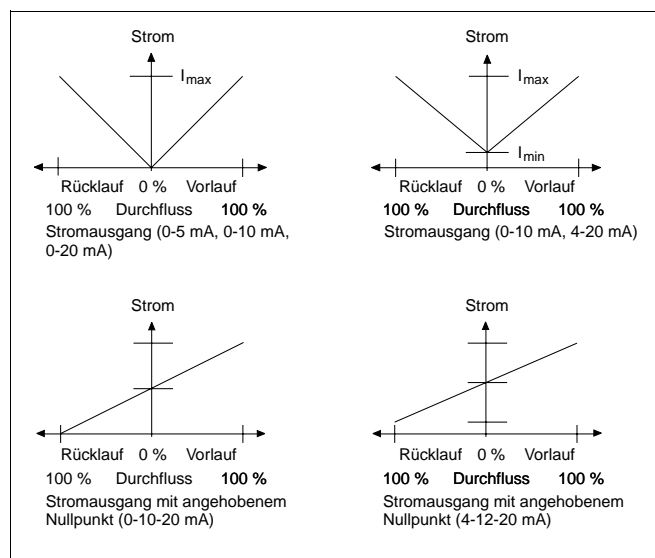 Strom
I max
Rücklauf 0 % Vorlauf
100 % Durchfluss 100 %
Stromausgang (0-5 mA, 0-10 mA,
0-20 mA)
Strom
I max
I min
Rücklauf 0 % Vorlauf
100 % Durchfluss 100 %
Stromausgang (0-10 mA, 4-20 mA)
Strom
Rücklauf 0 % Vorlauf
100 % Durchfluss 100 %
Stromausgang mit angehobenem
Nullpunkt (0-10-20 mA)
Strom
Rücklauf 0 % Vorlauf
100 % Durchfluss 100 %
Stromausgang mit angehobenem
Nullpunkt (4-12-20 mA)